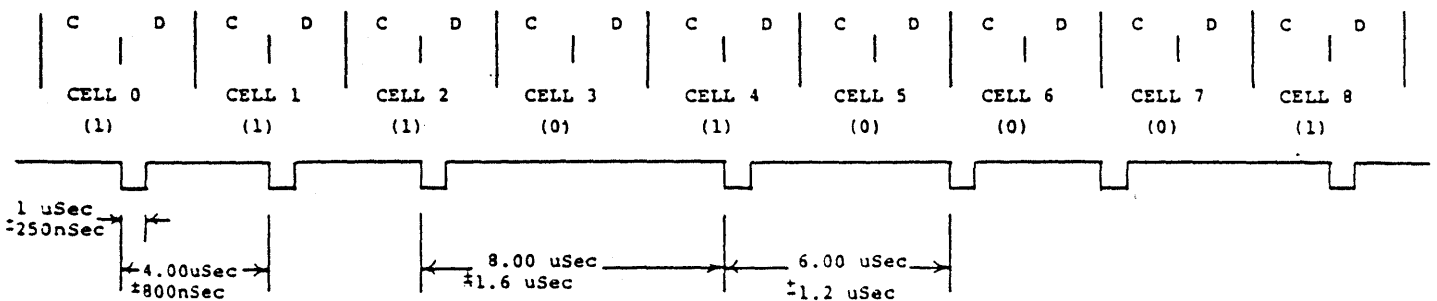 C D C D C D C D C D C D C D C D C D
CELL 0 CELL 1 CELL 2 CELL 3 CELL 4 CELL 5 CELL 6 CELL 7 CELL 8
(1) (1) (1) (0) (1) (0) (0) (0) (1)
1 uSec
±250nSec
4.00uSec
±800nSec
8.00 uSec
±1.6 uSec
6.00 uSec
±1.2 uSec